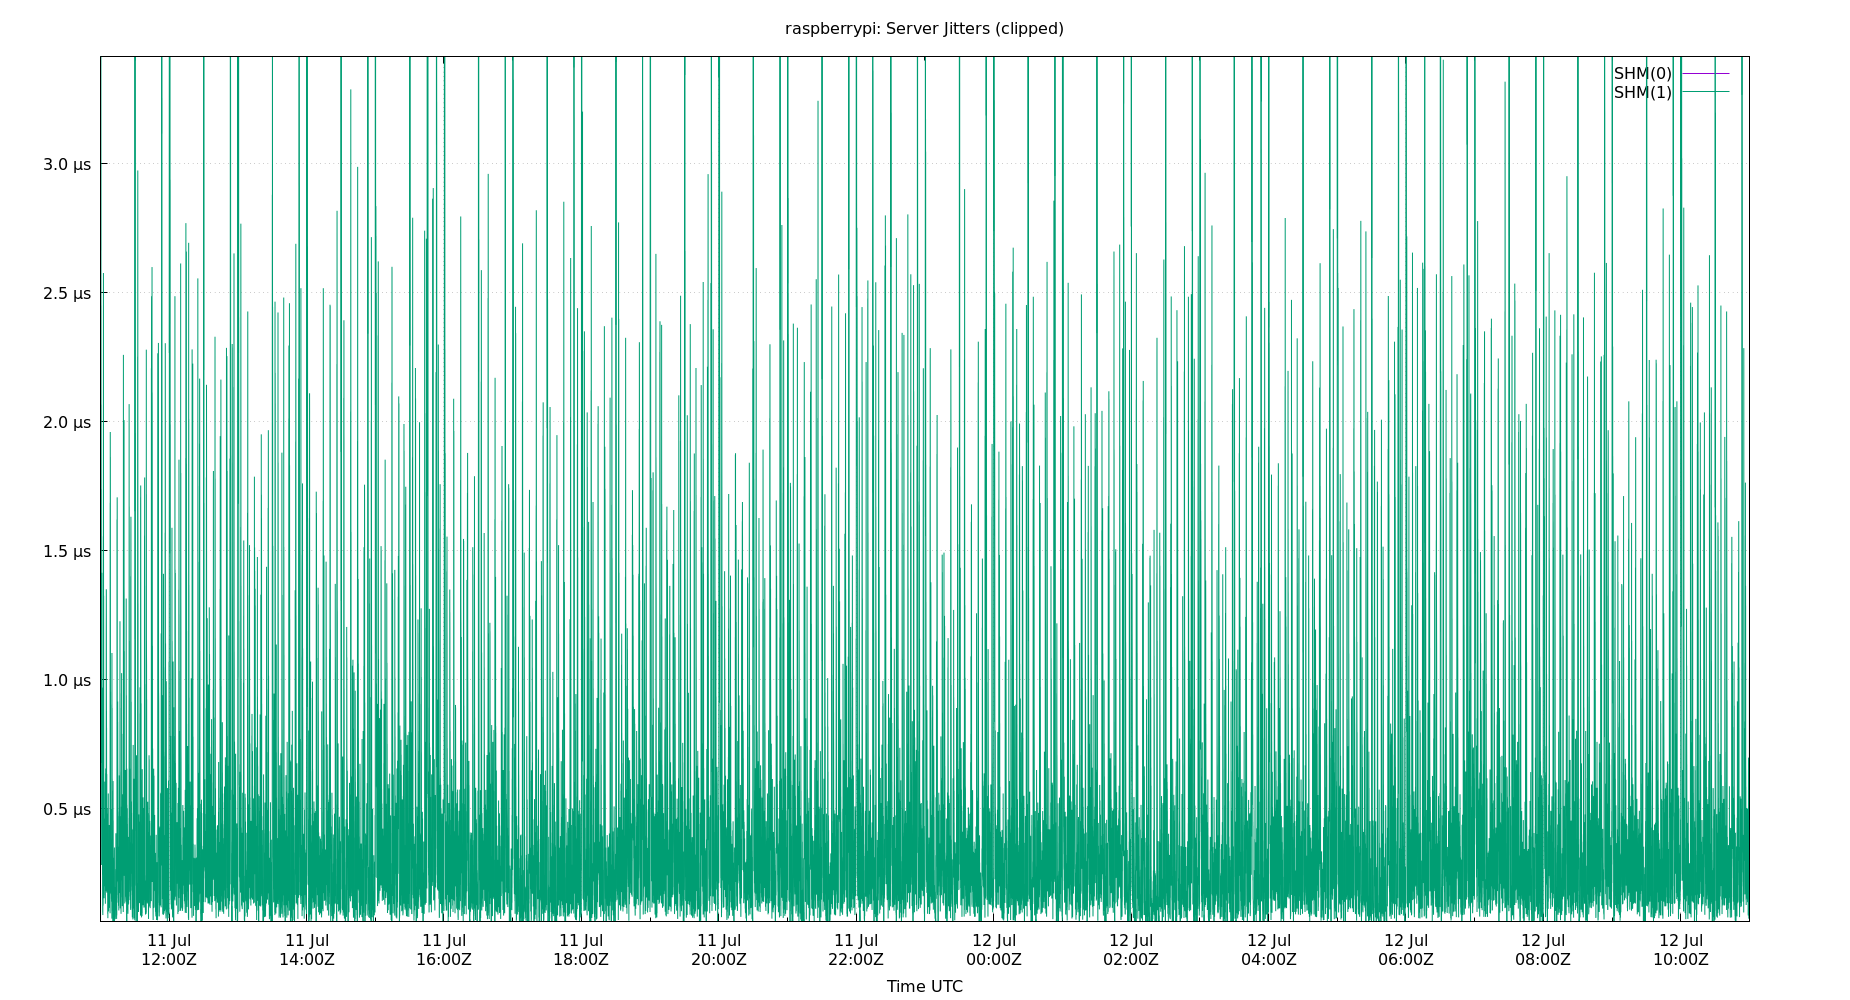 raspberrypi: Server Jitters (clipped)
SHM(0)
SHM(1)
3.0 µs
2.5 µs
2.0 µs
1.5 µs
1.0 µs
0.5 µs
11 Jul 11 Jul 11 Jul 11 Jul 11 Jul 11 Jul 12 Jul 12 Jul 12 Jul 12 Jul 12 Jul 12 Jul
12:00Z 14:00Z 16:00Z 18:00Z 20:00Z 22:00Z 00:00Z 02:00Z 04:00Z 06:00Z 08:00Z 10:00Z
Time UTC